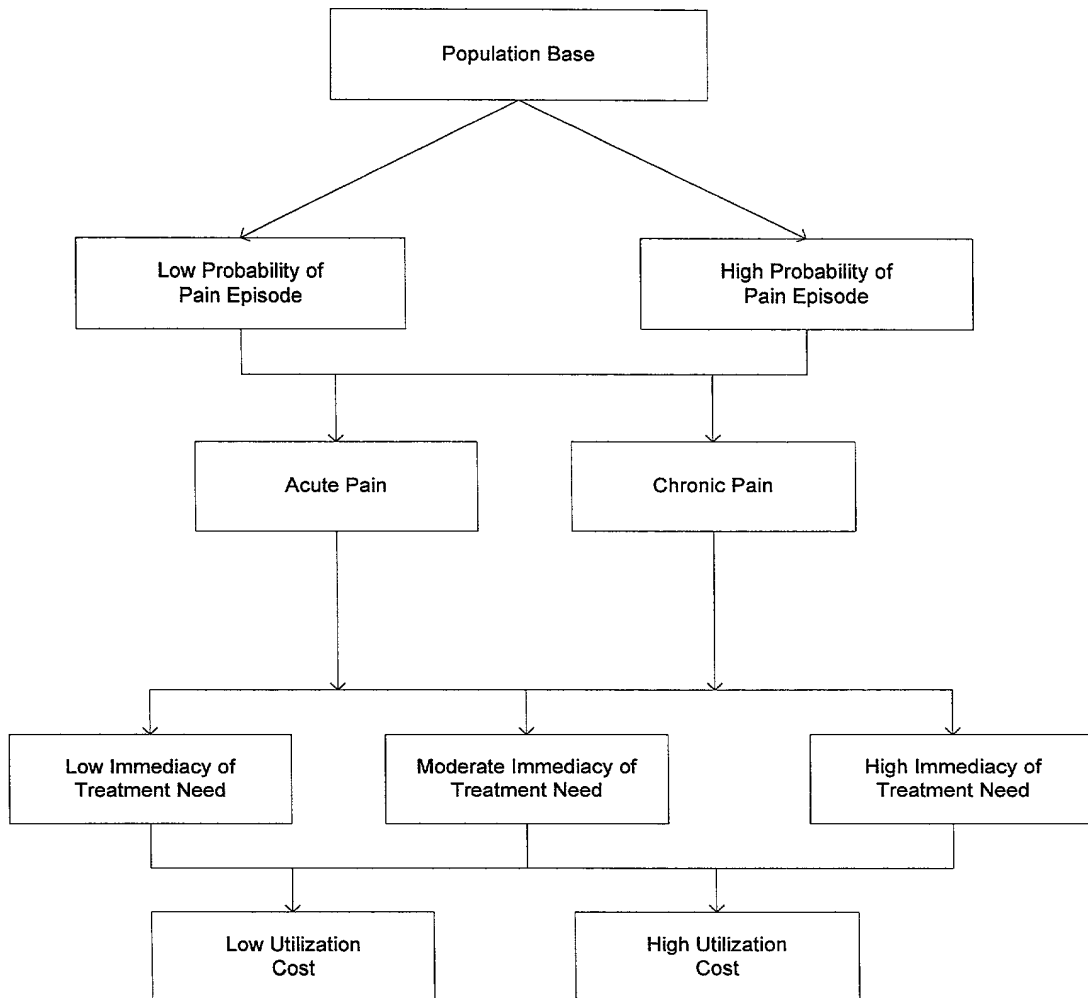 Population Base
Low Probability of
Pain Episode
High Probability of
Pain Episode
Acute Pain
Chronic Pain
Low Immediacy of
Treatment Need
Moderate Immediacy of
Treatment Need
High Immediacy of
Treatment Need
Low Utilization
Cost
High Utilization
Cost